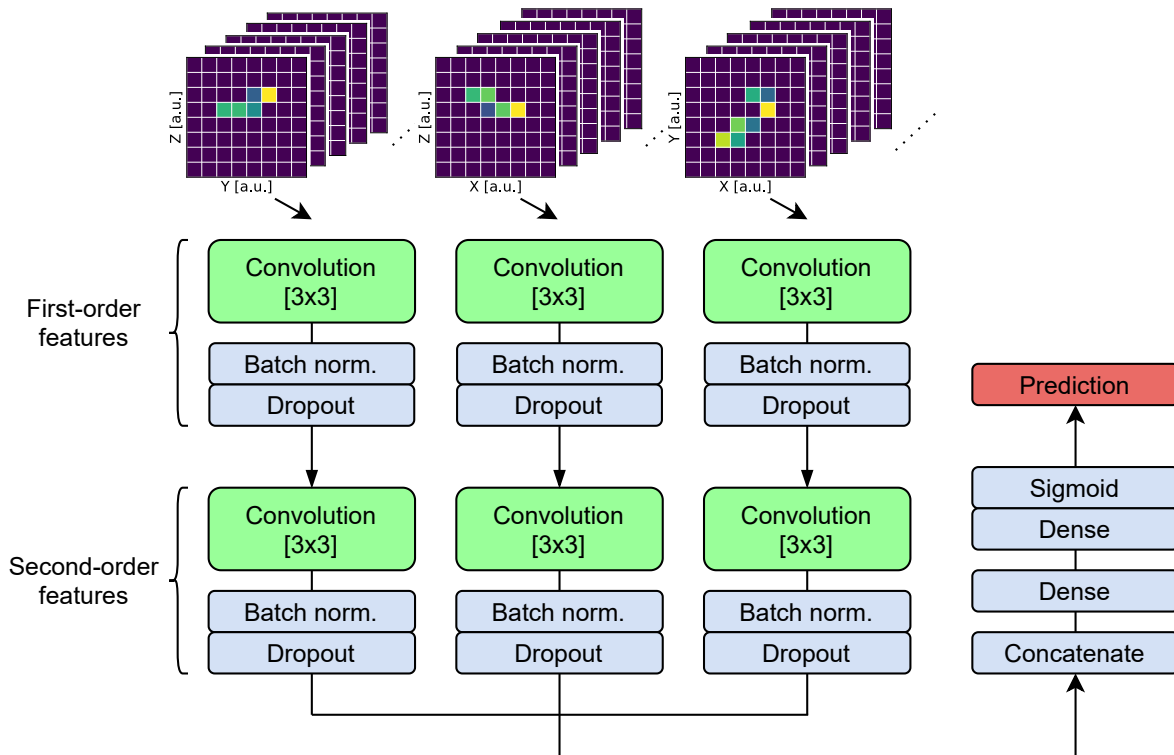 Z [a.u.]
Y [a.u.]
Z [a.u.]
X [a.u.]
Y [a.u.]
X [a.u.]
First-order
features
Convolution
[3x3]
Batch norm.
Dropout
Convolution
[3x3]
Batch norm.
Dropout
Convolution
[3x3]
Batch norm.
Dropout
Second-order
features
Convolution
[3x3]
Batch norm.
Dropout
Convolution
[3x3]
Batch norm.
Dropout
Convolution
[3x3]
Batch norm.
Dropout
Prediction
Sigmoid
Dense
Dense
Concatenate